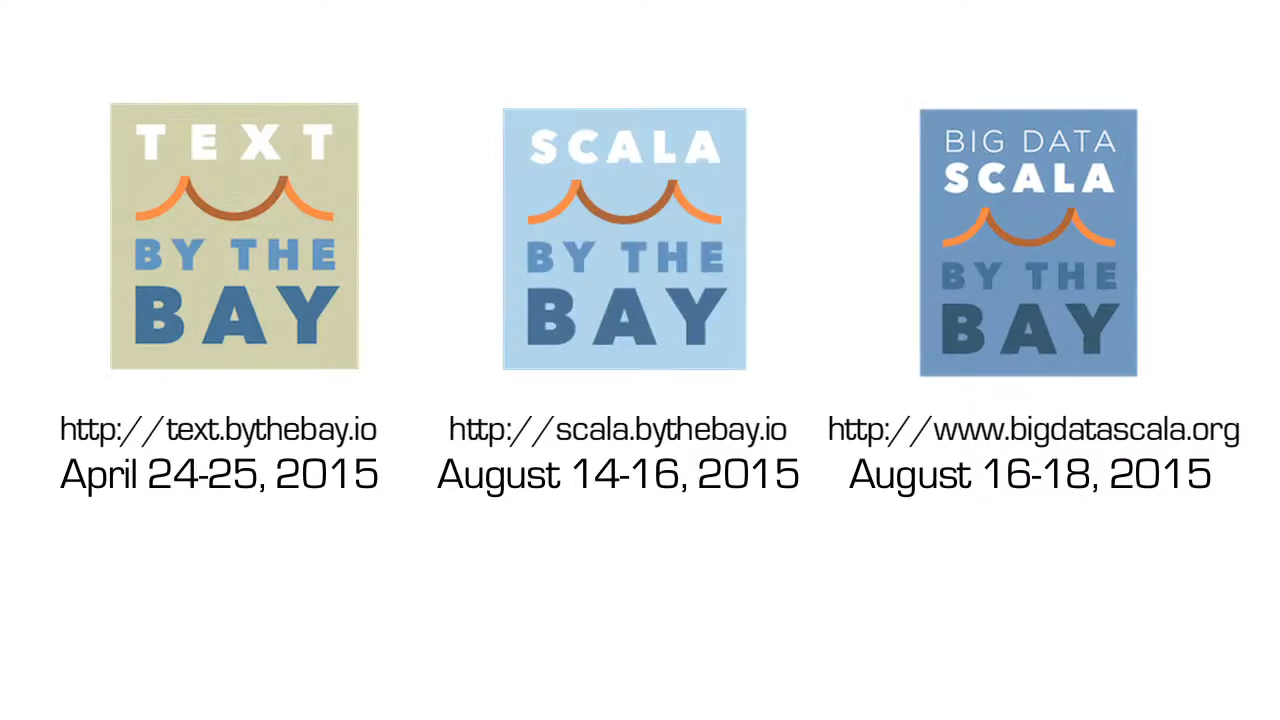 TEXT
BY THE
BAY
http://text.bythebay.io
April 24-25, 2015
SCALA
BY THE
BAY
http://scala.bythebay.io
August 14-16, 2015
BIG DATA
SCALA
BY THE
BAY
http://www.bigdatascala.org
August 16-18, 2015